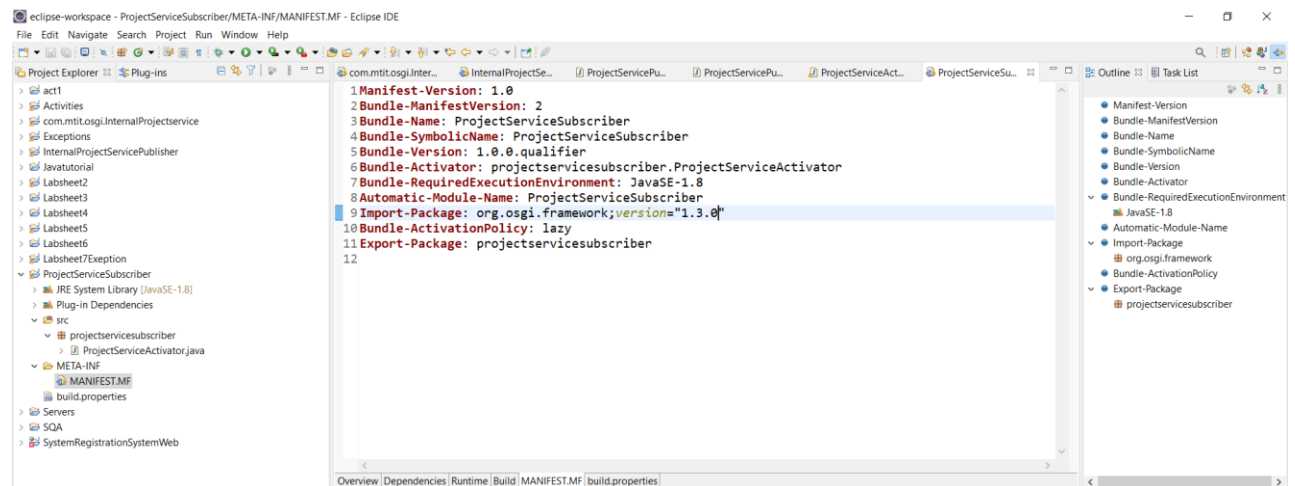 eclipse-workspace - ProjectServiceSubscriber/META-INF/MANIFEST.MF - Eclipse IDE
File Edit Navigate Search Project Run Window Help
Project Explorer Plug-ins
com.mtit.osgi.Inter... InternalProjectSe... ProjectServicePu... ProjectServicePu... ProjectServiceAct... ProjectServiceSu...
Outline Task List
act1
Activities
com.mtit.osgi.InternalProjectservice
Exceptions
InternalProjectServicePublisher
Javatutorial
Labsheet2
Labsheet3
Labsheet4
Labsheet5
Labsheet6
Labsheet7Exeption
ProjectServiceSubscriber
JRE System Library [JavaSE-1.8]
Plug-in Dependencies
src
projectservicesubscriber
ProjectServiceActivator.java
META-INF
MANIFEST.MF
build.properties
Servers
SQA
SystemRegistrationSystemWeb
1 Manifest-Version: 1.0
2 Bundle-ManifestVersion: 2
3 Bundle-Name: ProjectServiceSubscriber
4 Bundle-SymbolicName: ProjectServiceSubscriber
5 Bundle-Version: 1.0.0.qualifier
6 Bundle-Activator: projectservicesubscriber.ProjectServiceActivator
7 Bundle-RequiredExecutionEnvironment: JavaSE-1.8
8 Automatic-Module-Name: ProjectServiceSubscriber
9 Import-Package: org.osgi.framework;version="1.3.0"
10 Bundle-ActivationPolicy: lazy
11 Export-Package: projectservicesubscriber
12
Overview Dependencies Runtime Build MANIFEST.MF build.properties
Manifest-Version
Bundle-ManifestVersion
Bundle-Name
Bundle-SymbolicName
Bundle-Version
Bundle-Activator
Bundle-RequiredExecutionEnvironment
JavaSE-1.8
Automatic-Module-Name
Import-Package
org.osgi.framework
Bundle-ActivationPolicy
Export-Package
projectservicesubscriber